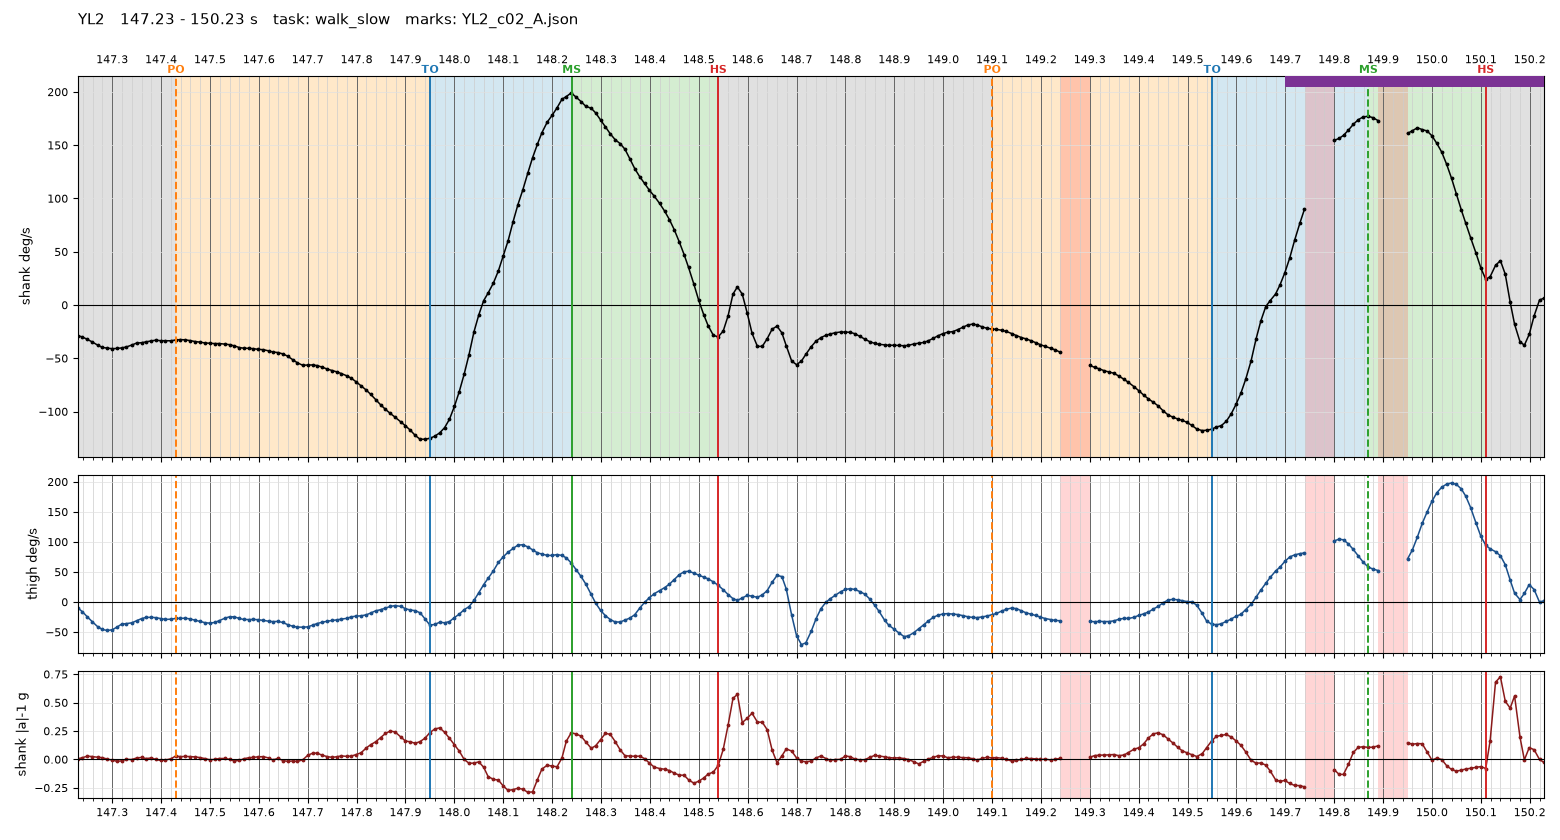 YL2 147.23 - 150.23 s task: walk_slow marks: YL2_c02_A.json
147.3 147.4 147.5 147.6 147.7 147.8 147.9 148.0 148.1 148.2 148.3 148.4 148.5 148.6 148.7 148.8 148.9 149.0 149.1 149.2 149.3 149.4 149.5 149.6 149.7 149.8 149.9 150.0 150.1 150.2
PO TO MS HS PO TO MS HS
200
150
100
50
0
−50
−100
shank deg/s
200
150
100
50
0
−50
thigh deg/s
0.75
0.50
0.25
0.00
−0.25
shank |a|-1 g
147.3 147.4 147.5 147.6 147.7 147.8 147.9 148.0 148.1 148.2 148.3 148.4 148.5 148.6 148.7 148.8 148.9 149.0 149.1 149.2 149.3 149.4 149.5 149.6 149.7 149.8 149.9 150.0 150.1 150.2